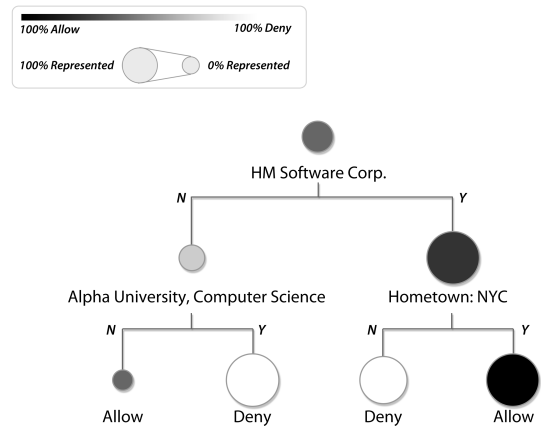 100% Allow 100% Deny
100% Represented 0% Represented
HM Software Corp.
N Y
Alpha University, Computer Science Hometown: NYC
N Y N Y
Allow Deny Deny Allow